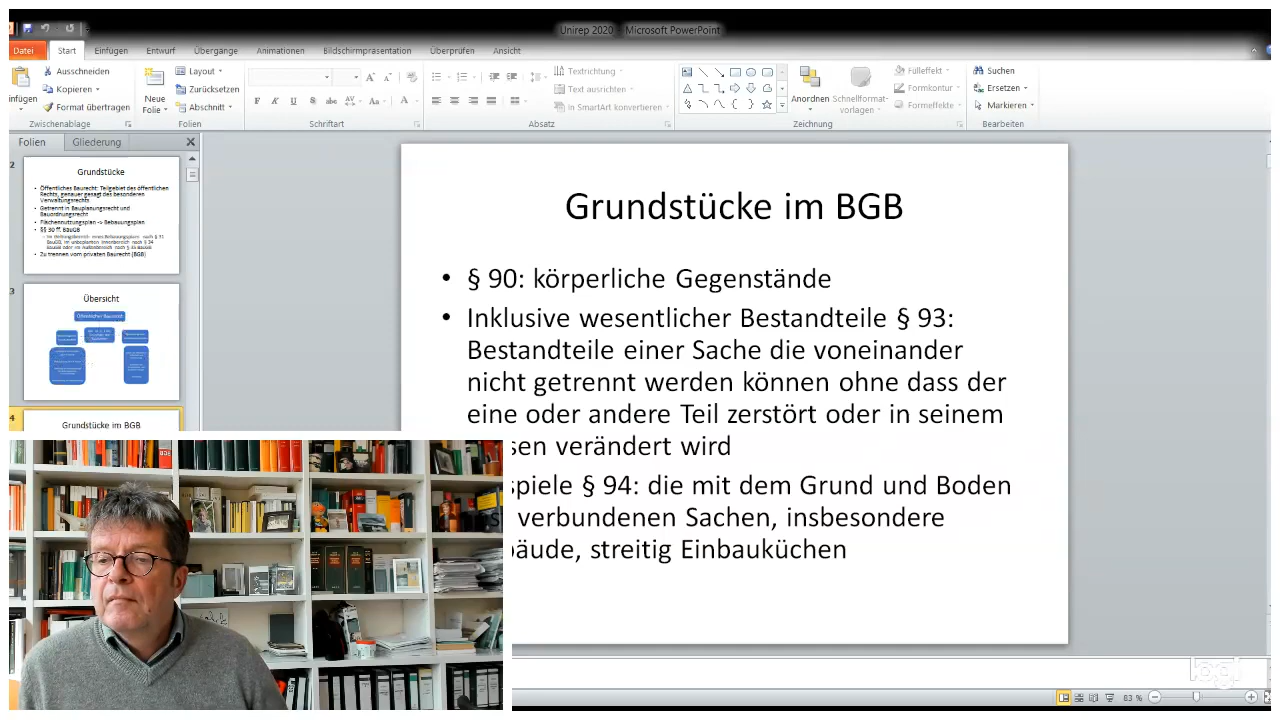 Unirep 2020 - Microsoft PowerPoint
Datei Start Einfügen Entwurf Übergänge Animationen Bildschirmpräsentation Überprüfen Ansicht
Ausschneiden
Kopieren
Format übertragen
Zwischenablage
Neue
Folie
Layout
Zurücksetzen
Abschnitt
Folien
Schriftart
Textrichtung
Text ausrichten
In SmartArt konvertieren
Absatz
Anordnen
Schnellformat-
vorlagen
Fülleffekt
Formkontur
Formeffekte
Zeichnung
Suchen
Ersetzen
Markieren
Bearbeiten
Folien Gliederung
2
Grundstücke
• Öffentliches Baurecht: Teilgebiet des öffentlichen
Rechts, genauer gesagt des besonderen
Verwaltungsrechts
• Getrennt in Bauplanungsrecht und
Bauordnungsrecht
• Flächennutzungsplan -> Bebauungsplan
• §§ 30 ff. BauGB
• Zu trennen vom privaten Baurecht (BGB)
3
Übersicht
4
Grundstücke im BGB
Grundstücke im BGB
• § 90: körperliche Gegenstände
• Inklusive wesentlicher Bestandteile § 93:
Bestandteile einer Sache die voneinander
nicht getrennt werden können ohne dass der
eine oder andere Teil zerstört oder in seinem
sen verändert wird
spiele § 94: die mit dem Grund und Boden
verbundenen Sachen, insbesondere
bäude, streitig Einbauküchen
83 %